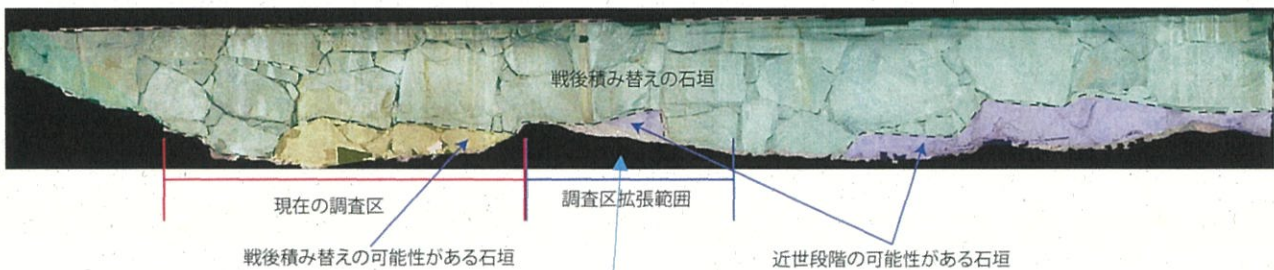 戦後積み替えの石垣
現在の調査区
調査区拡張範囲
戦後積み替えの可能性がある石垣
近世段階の可能性がある石垣